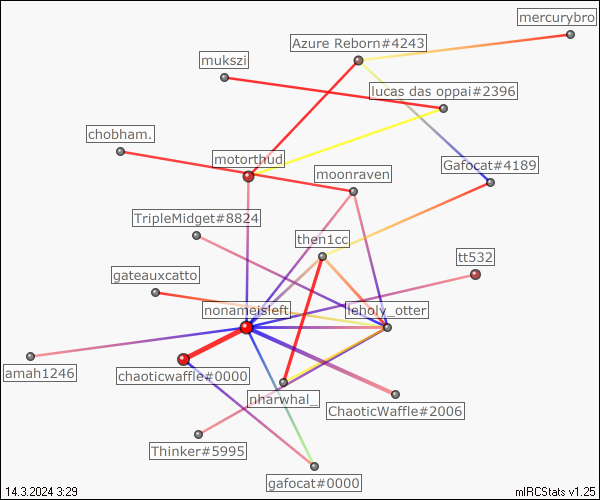 mercurybro
Azure Reborn#4243
mukszi
lucas das oppai#2396
chobham.
motorthud
Gafocat#4189
moonraven
TripleMidget#8824
then1cc
tt532
gateauxcatto
nonameisleft
leholy_otter
amah1246
chaoticwaffle#0000
nharwhal_
ChaoticWaffle#2006
Thinker#5995
gafocat#0000
14.3.2024 3:29
mIRCStats v1.25